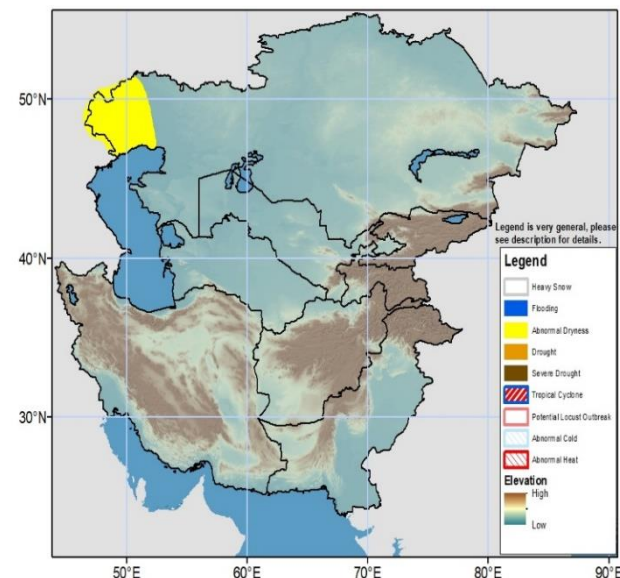 50°N
40°N
30°N
Legend is very general, please
see description for details.
Legend
Heavy Snow
Flooding
Abnormal Dryness
Drought
Severe Drought
Tropical Cyclone
Potential Locust Outbreak
Abnormal Cold
Abnormal Heat
Elevation
High
Low
50°E
60°E
70°E
80°E
90°E